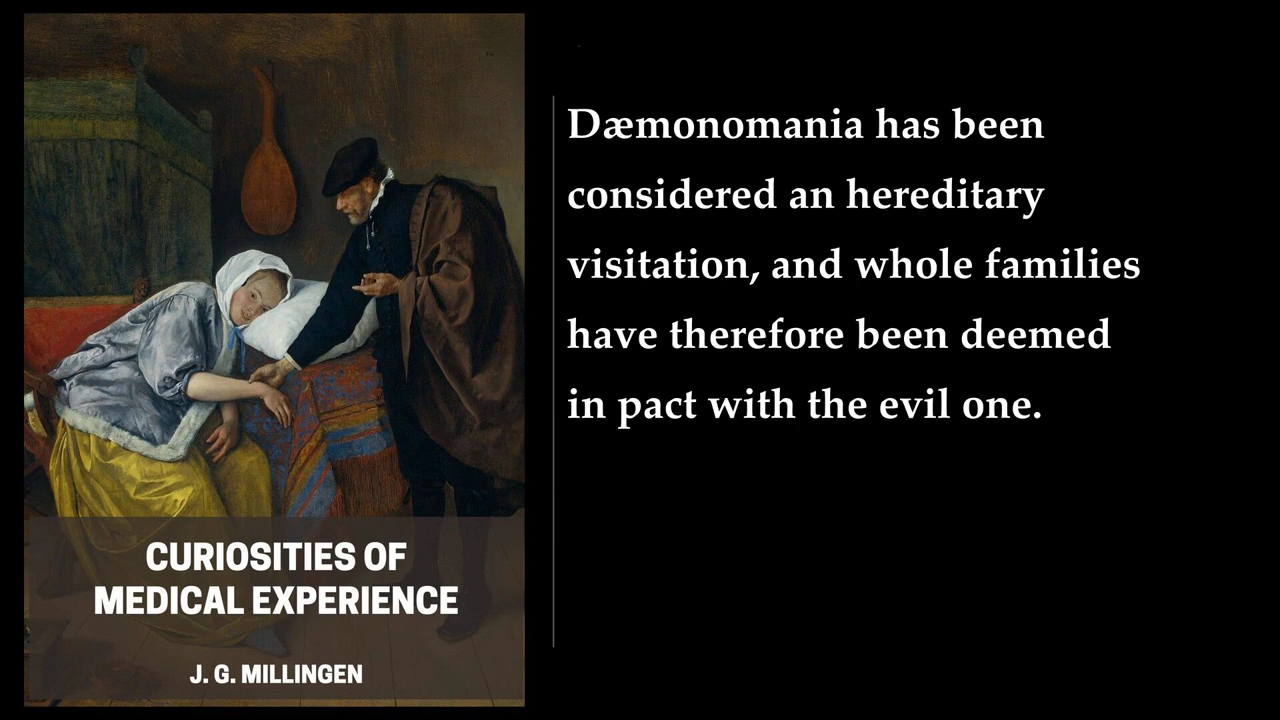 Dæmonomania has been
considered an hereditary
visitation, and whole families
have therefore been deemed
in pact with the evil one.
CURIOSITIES OF
MEDICAL EXPERIENCE
J. G. MILLINGEN